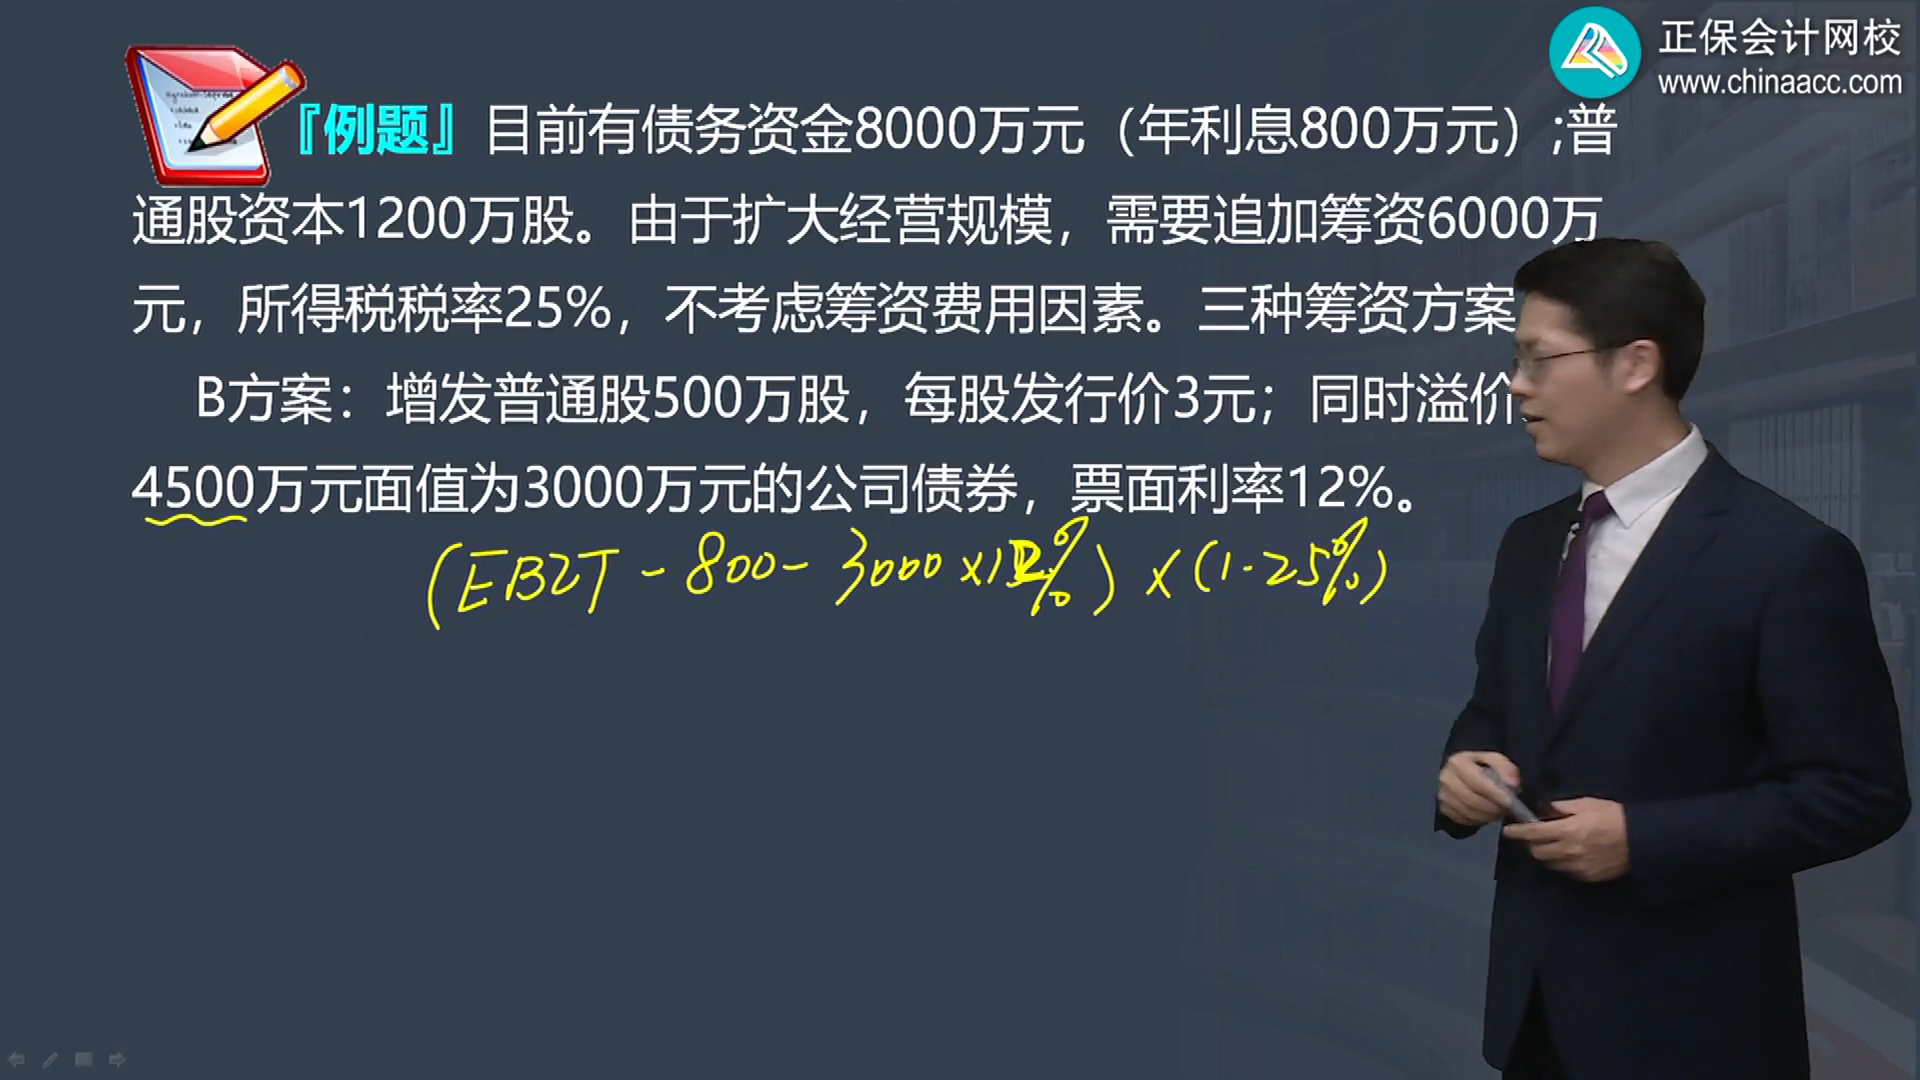 正保会计网校
www.chinaacc.com
『例题』目前有债务资金8000万元（年利息800万元）;普
通股资本1200万股。由于扩大经营规模，需要追加筹资6000万
元，所得税税率25%，不考虑筹资费用因素。三种筹资方案
B方案：增发普通股500万股，每股发行价3元；同时溢价
4500万元面值为3000万元的公司债券，票面利率12%。
(EBIT - 800 - 3000 × 12%) × (1-25%)